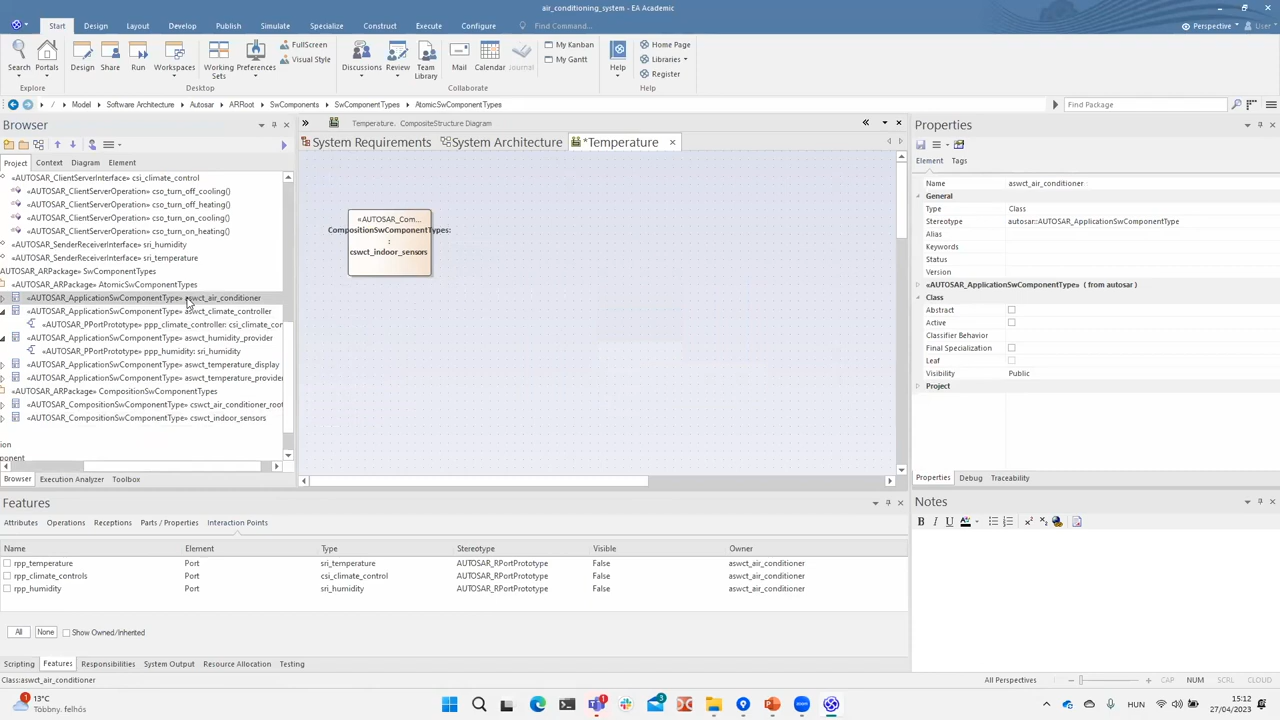 air_conditioning_system - EA Academic
Start Design Layout Develop Publish Simulate Specialize Construct Execute Configure Find Command... Perspective User
Search Portals Design Share Run Workspaces Working Sets Preferences FullScreen Visual Style Discussions Review Team Library Mail Calendar Journal My Kanban My Gantt Help Home Page Libraries Register
Explore Desktop Collaborate Help
/ Model Software Architecture Autosar ARRoot SwComponents SwComponentTypes AtomicSwComponentTypes Find Package
Browser
Project Context Diagram Element
«AUTOSAR_ClientServerInterface» csi_climate_control
«AUTOSAR_ClientServerOperation» cso_turn_off_cooling()
«AUTOSAR_ClientServerOperation» cso_turn_off_heating()
«AUTOSAR_ClientServerOperation» cso_turn_on_cooling()
«AUTOSAR_ClientServerOperation» cso_turn_on_heating()
«AUTOSAR_SenderReceiverInterface» sri_humidity
«AUTOSAR_SenderReceiverInterface» sri_temperature
AUTOSAR_ARPackage» SwComponentTypes
«AUTOSAR_ARPackage» AtomicSwComponentTypes
«AUTOSAR_ApplicationSwComponentType» aswct_air_conditioner
«AUTOSAR_ApplicationSwComponentType» aswct_climate_controller
«AUTOSAR_PPortPrototype» ppp_climate_controller: csi_climate_cor
«AUTOSAR_ApplicationSwComponentType» aswct_humidity_provider
«AUTOSAR_PPortPrototype» ppp_humidity: sri_humidity
«AUTOSAR_ApplicationSwComponentType» aswct_temperature_display
«AUTOSAR_ApplicationSwComponentType» aswct_temperature_provider
«AUTOSAR_ARPackage» CompositionSwComponentTypes
«AUTOSAR_CompositionSwComponentType» cswct_air_conditioner_root
«AUTOSAR_CompositionSwComponentType» cswct_indoor_sensors
ion
onent
Browser Execution Analyzer Toolbox
Temperature. CompositeStructure Diagram
System Requirements System Architecture *Temperature
«AUTOSAR_Com...
CompositionSwComponentTypes:
:
cswct_indoor_sensors
Properties
Element Tags
Name aswct_air_conditioner
General
Type Class
Stereotype autosar::AUTOSAR_ApplicationSwComponentType
Alias
Keywords
Status
Version
«AUTOSAR_ApplicationSwComponentType» ( from autosar )
Class
Abstract
Active
Classifier Behavior
Final Specialization
Leaf
Visibility Public
Project
Properties Debug Traceability
Features
Attributes Operations Receptions Parts / Properties Interaction Points
Name Element Type Stereotype Visible Owner
rpp_temperature Port sri_temperature AUTOSAR_RPortPrototype False aswct_air_conditioner
rpp_climate_controls Port csi_climate_control AUTOSAR_RPortPrototype False aswct_air_conditioner
rpp_humidity Port sri_humidity AUTOSAR_RPortPrototype False aswct_air_conditioner
All None Show Owned/Inherited
Scripting Features Responsibilities System Output Resource Allocation Testing
Notes
B I U A
Class:aswct_air_conditioner All Perspectives CAP NUM SCRL CLOUD
1 13°C
Többny. felhős
1 3
HUN 15:12
27/04/2023